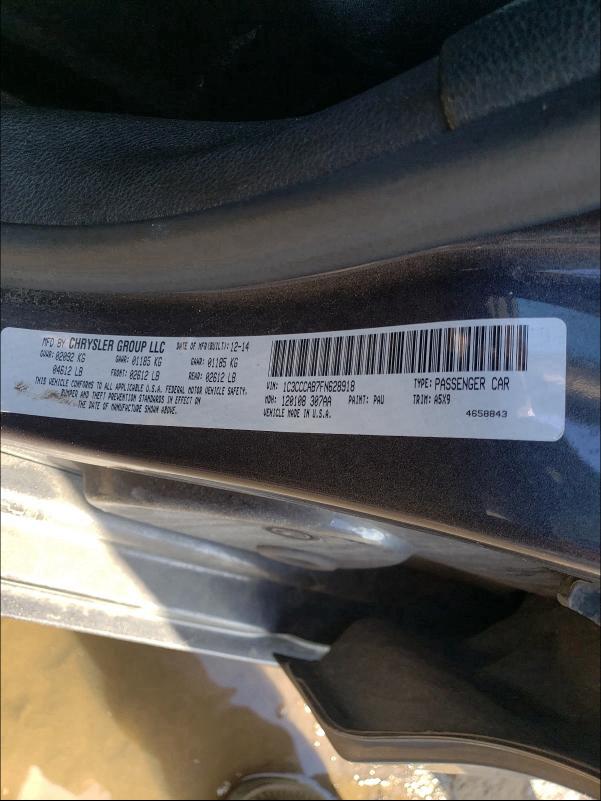 MFD BY CHRYSLER GROUP LLC DATE OF MFD(BUILT): 12-14
GVWR: 02092 KG GAWR: 01185 KG GAWR: 01185 KG
04612 LB FRONT: 02612 LB REAR: 02612 LB
THIS VEHICLE CONFORMS TO ALL APPLICABLE U.S.A. FEDERAL MOTOR VEHICLE SAFETY,
BUMPER AND THEFT PREVENTION STANDARDS IN EFFECT ON
THE DATE OF MANUFACTURE SHOWN ABOVE.
VIN: 1C3CCCAB7FN628918 TYPE: PASSENGER CAR
MDH: 120108 307AA PAINT: PAU TRIM: A5X9
VEHICLE MADE IN U.S.A. 4658843